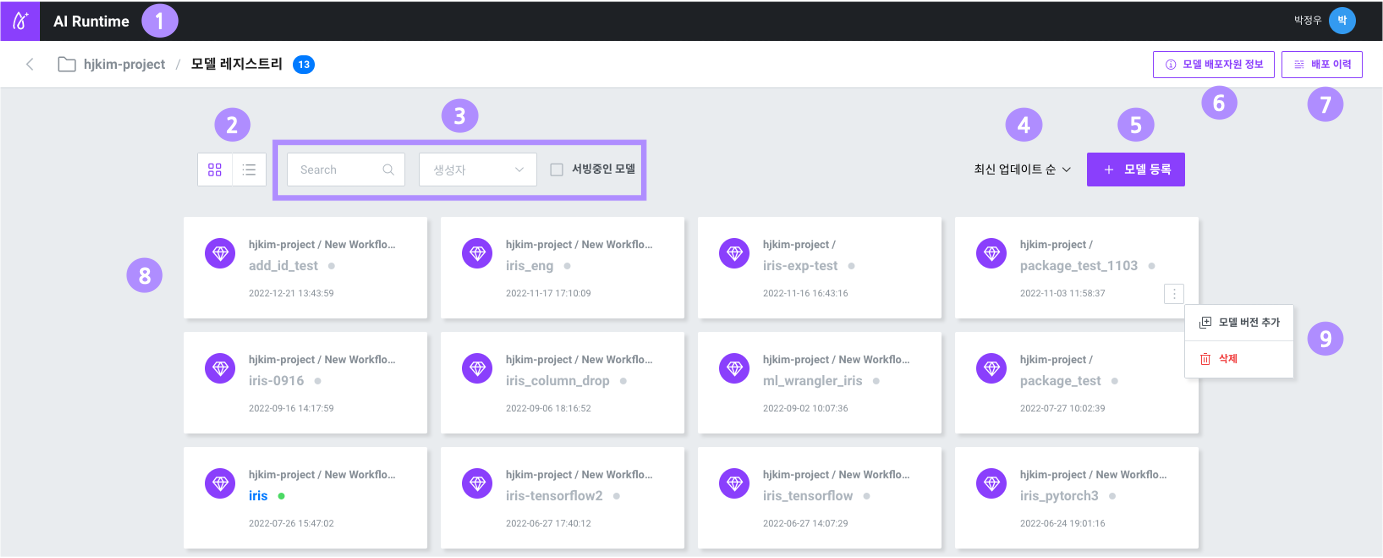 AI Runtime
1
박정우
박
hjkim-project / 모델 레지스트리 13
모델 배포자원 정보
배포 이력
2
3
4
5
6
7
Search
생성자
서빙중인 모델
최신 업데이트 순
+ 모델 등록
8
hjkim-project / New Workflo...
add_id_test
2022-12-21 13:43:59
hjkim-project / New Workflo...
iris_eng
2022-11-17 17:10:09
hjkim-project /
iris-exp-test
2022-11-16 16:43:16
hjkim-project /
package_test_1103
2022-11-03 11:58:37
모델 버전 추가
삭제
9
hjkim-project / New Workflo...
iris-0916
2022-09-16 14:17:59
hjkim-project / New Workflo...
iris_column_drop
2022-09-06 18:16:52
hjkim-project / New Workflo...
ml_wrangler_iris
2022-09-02 10:07:36
hjkim-project /
package_test
2022-07-27 10:02:39
hjkim-project / New Workflo...
iris
2022-07-26 15:47:02
hjkim-project / New Workflo...
iris-tensorflow2
2022-06-27 17:40:12
hjkim-project / New Workflo...
iris_tensorflow
2022-06-27 14:07:29
hjkim-project / New Workflo...
iris_pytorch3
2022-06-24 19:01:16